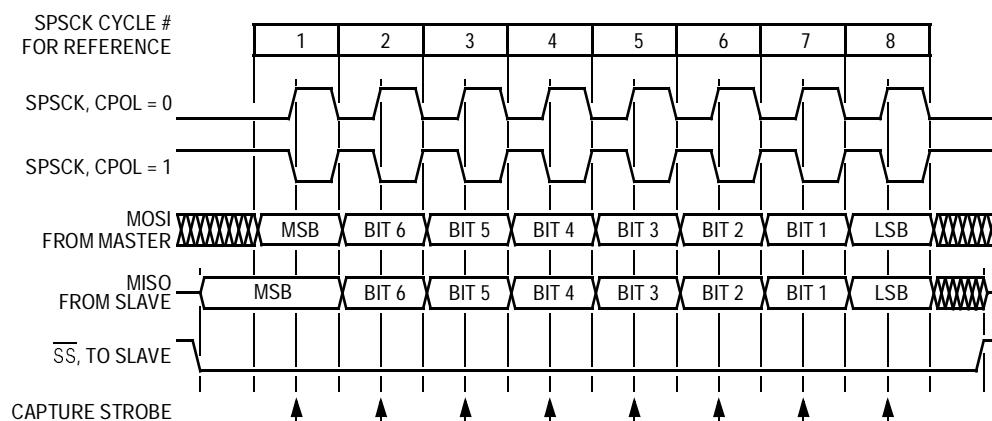 SPSCK CYCLE #
FOR REFERENCE
1 2 3 4 5 6 7 8
SPSCK, CPOL = 0
SPSCK, CPOL = 1
MOSI
FROM MASTER
MSB BIT 6 BIT 5 BIT 4 BIT 3 BIT 2 BIT 1 LSB
MISO
FROM SLAVE
MSB BIT 6 BIT 5 BIT 4 BIT 3 BIT 2 BIT 1 LSB
S̅S̅, TO SLAVE
CAPTURE STROBE